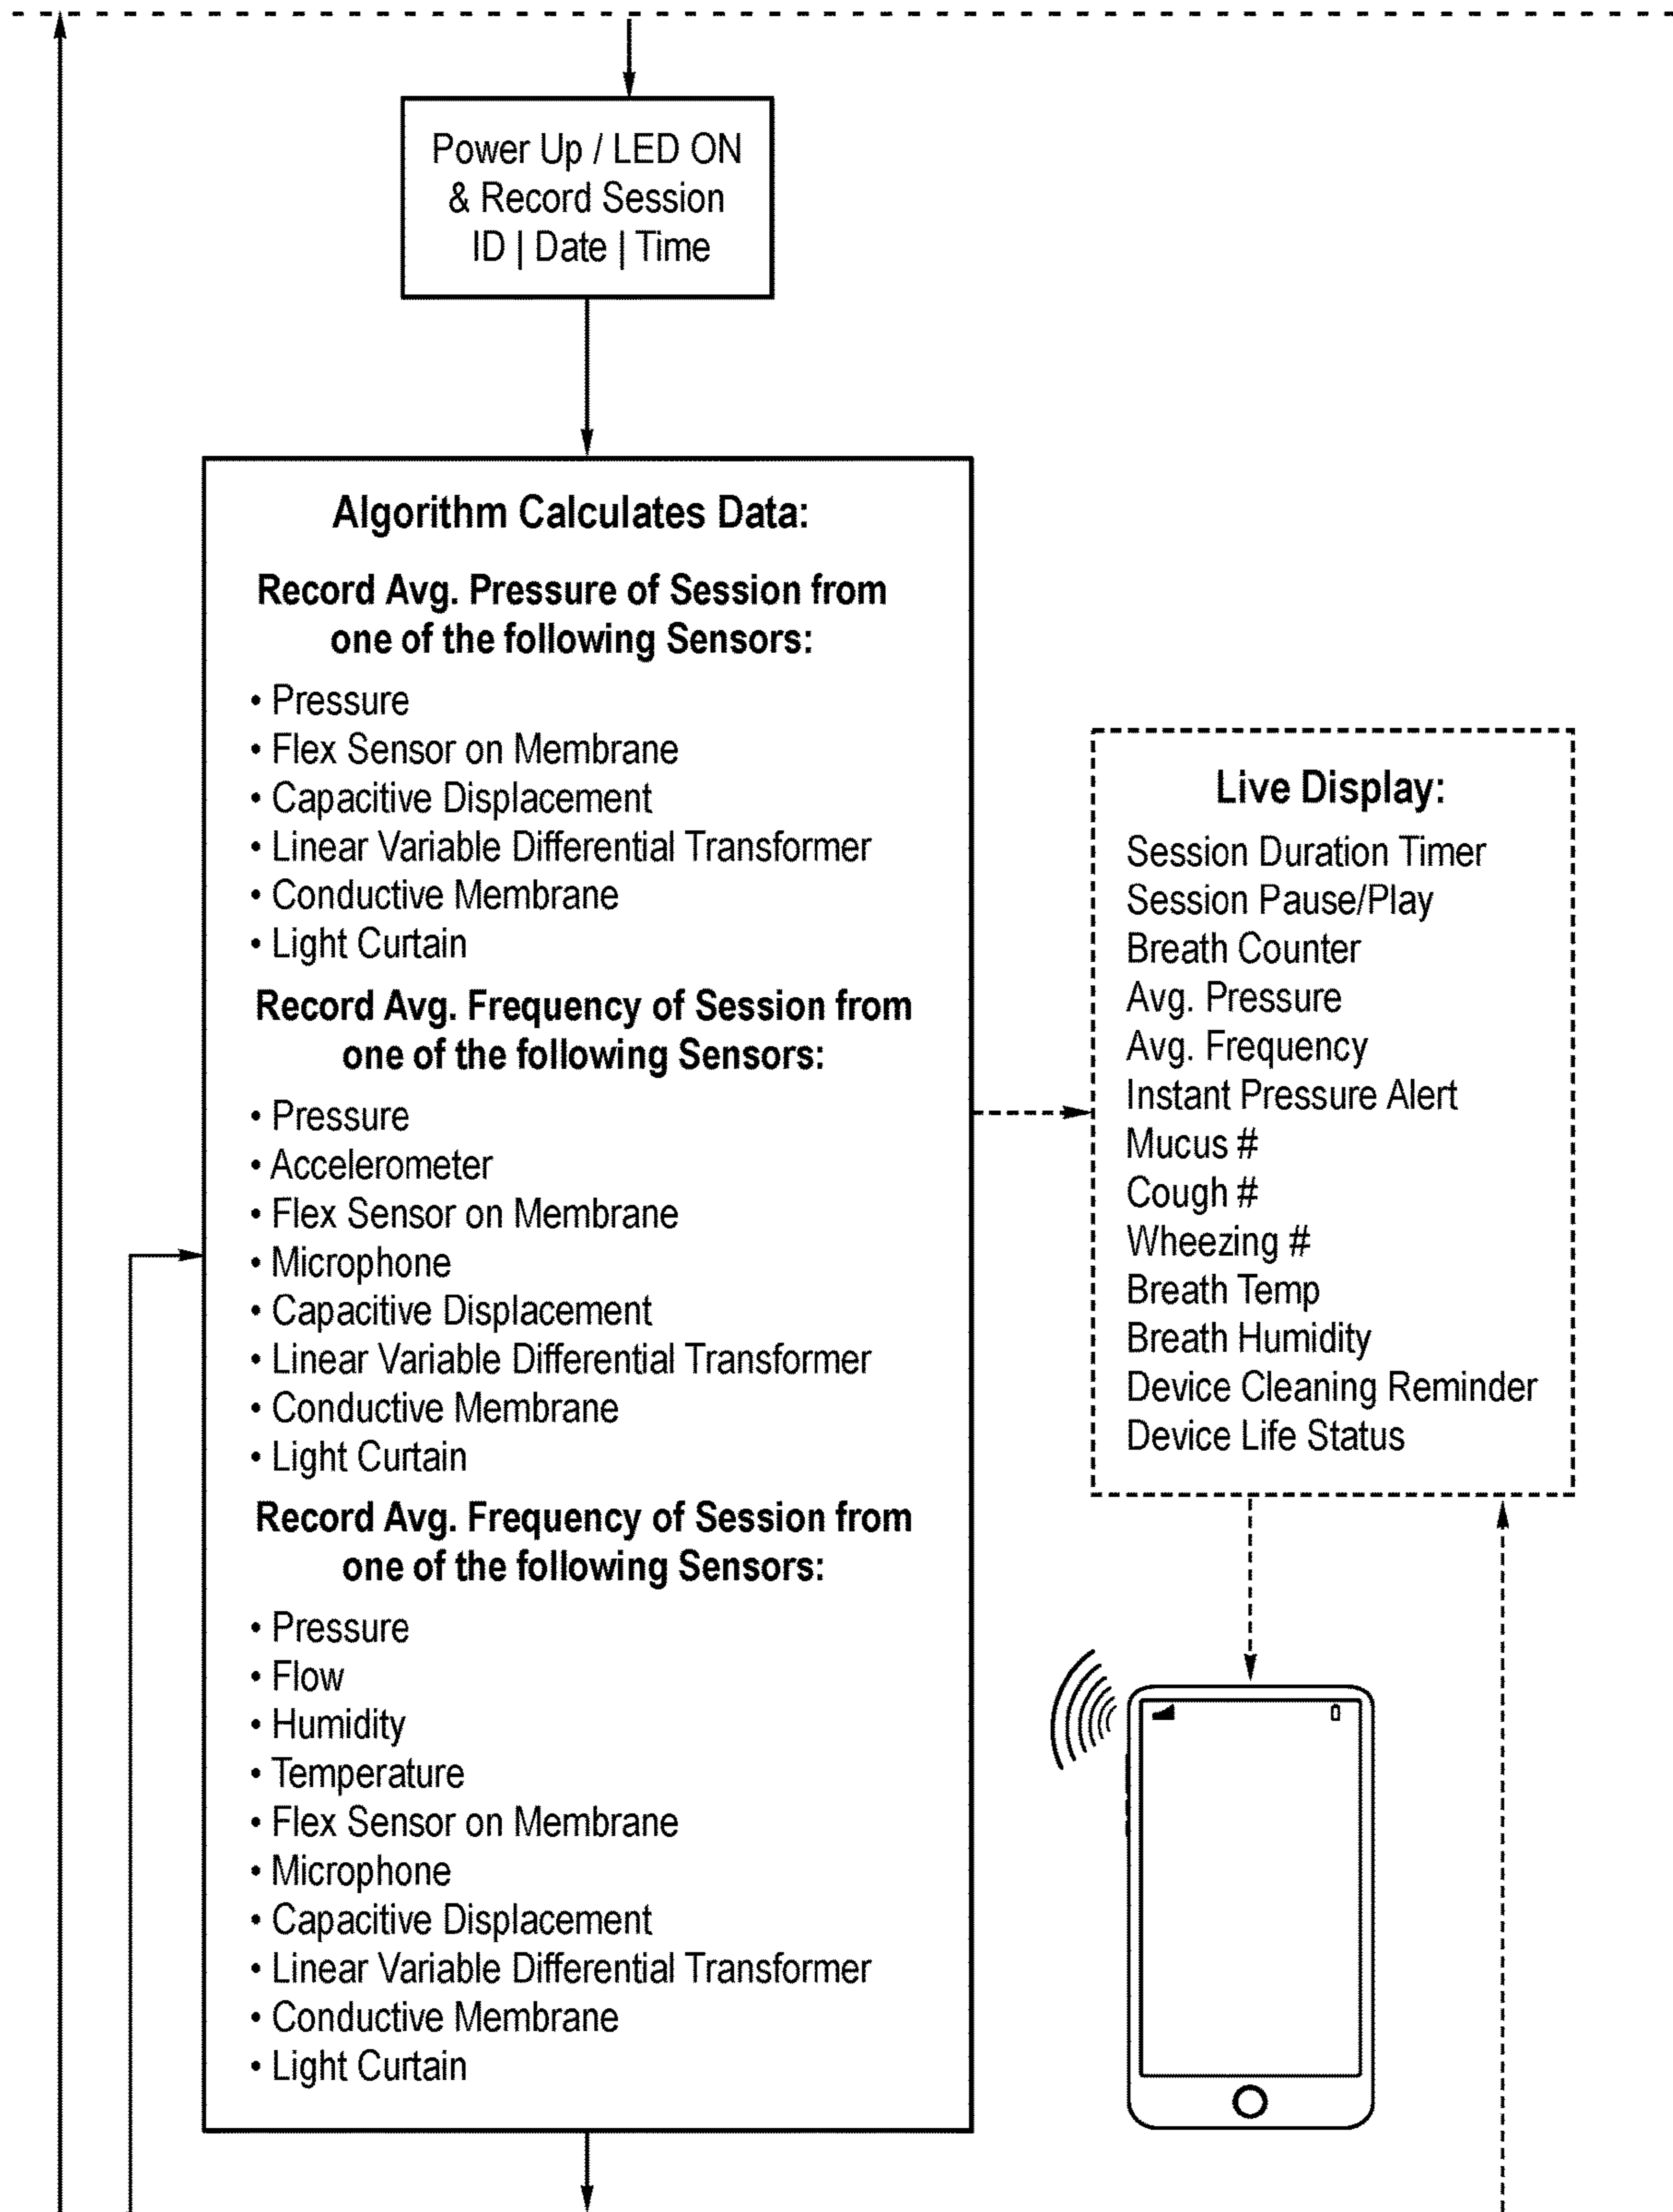 Power Up / LED ON
& Record Session
ID | Date | Time
Algorithm Calculates Data:
Record Avg. Pressure of Session from
one of the following Sensors:
• Pressure
• Flex Sensor on Membrane
• Capacitive Displacement
• Linear Variable Differential Transformer
• Conductive Membrane
• Light Curtain
Record Avg. Frequency of Session from
one of the following Sensors:
• Pressure
• Accelerometer
• Flex Sensor on Membrane
• Microphone
• Capacitive Displacement
• Linear Variable Differential Transformer
• Conductive Membrane
• Light Curtain
Record Avg. Frequency of Session from
one of the following Sensors:
• Pressure
• Flow
• Humidity
• Temperature
• Flex Sensor on Membrane
• Microphone
• Capacitive Displacement
• Linear Variable Differential Transformer
• Conductive Membrane
• Light Curtain
Live Display:
Session Duration Timer
Session Pause/Play
Breath Counter
Avg. Pressure
Avg. Frequency
Instant Pressure Alert
Mucus #
Cough #
Wheezing #
Breath Temp
Breath Humidity
Device Cleaning Reminder
Device Life Status